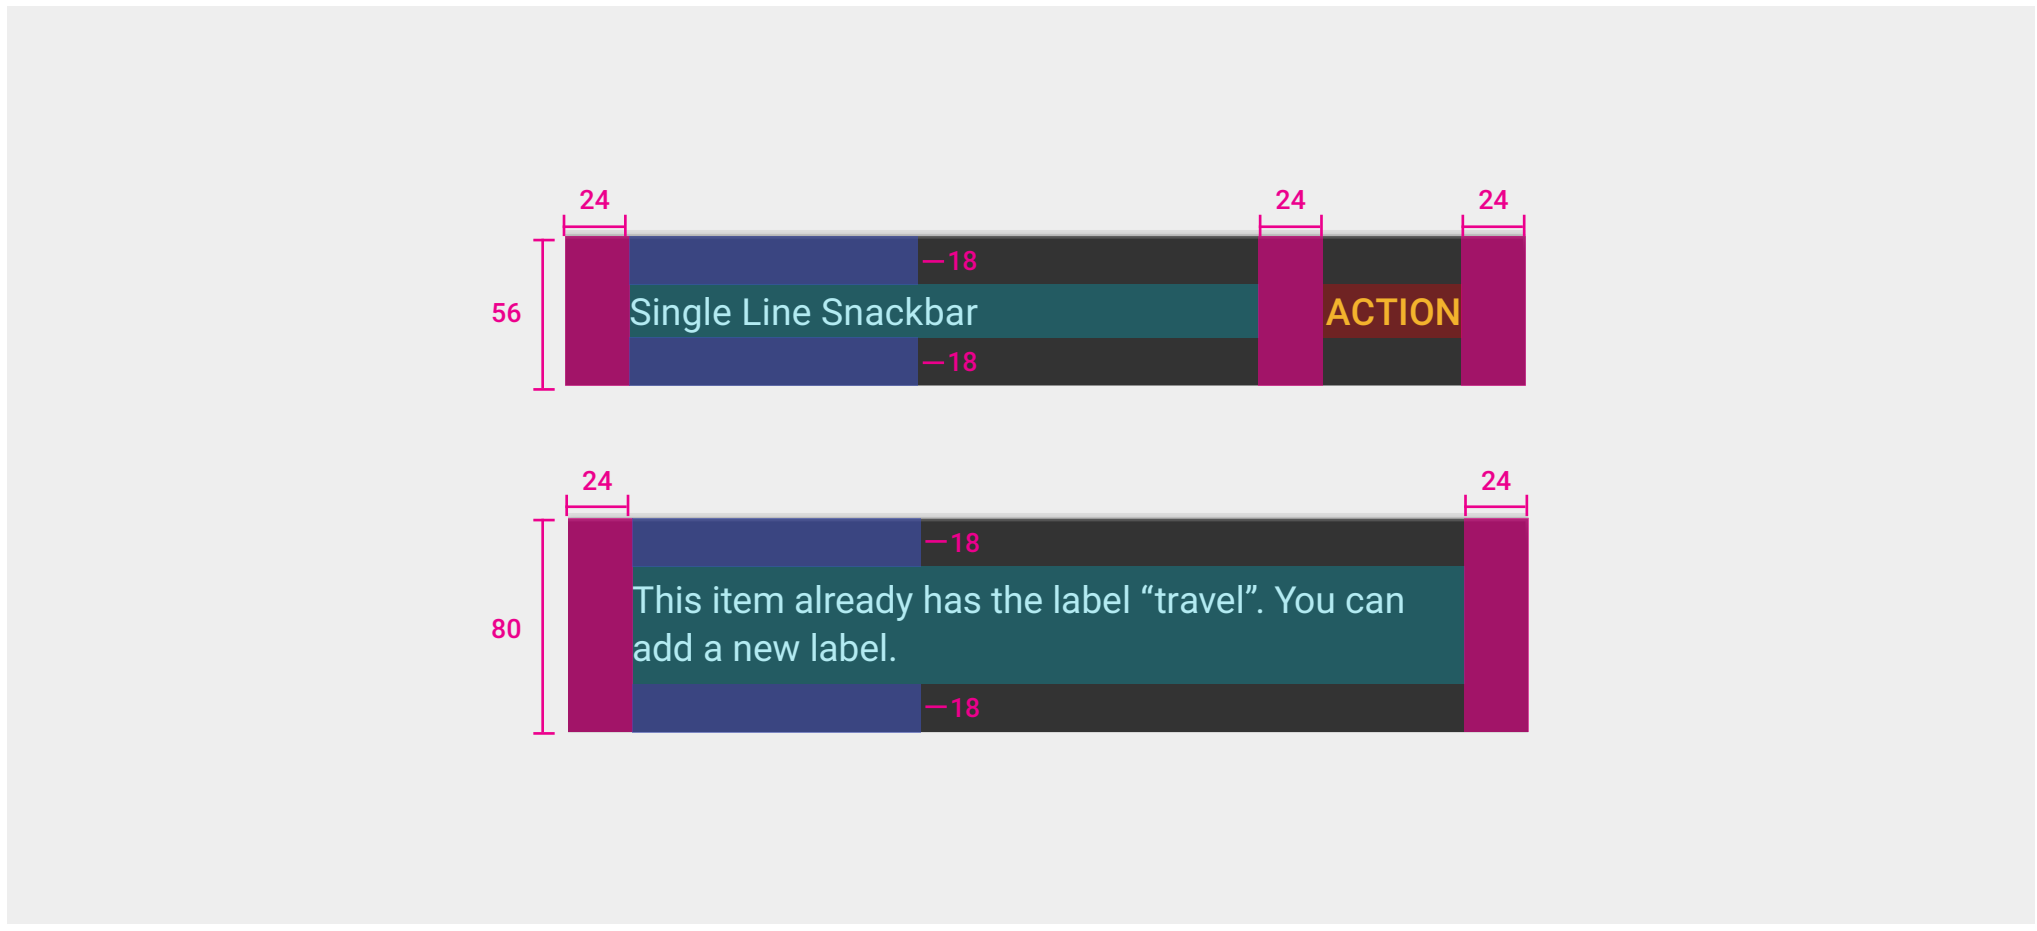 24 24 24
18
56 Single Line Snackbar ACTION
18
24 24
18
This item already has the label “travel”. You can
80
add a new label.
18